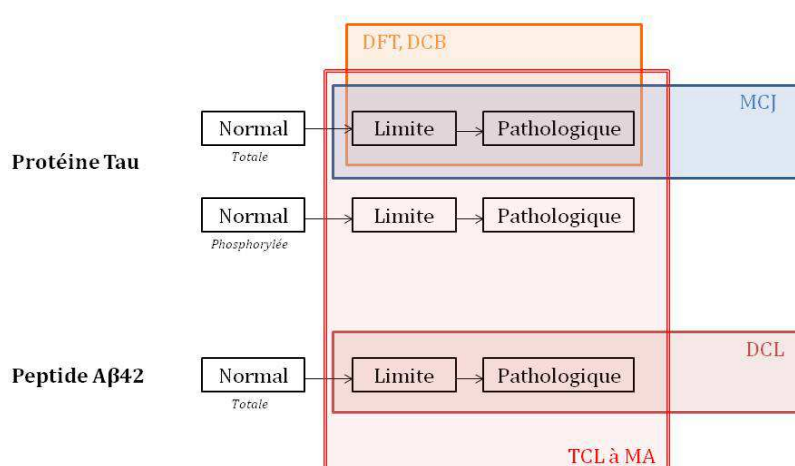 DFT, DCB
MCJ
Normal Limite Pathologique
Totale
Protéine Tau
Normal Limite Pathologique
Phosphorylée
DCL
Peptide Aβ42
Normal Limite Pathologique
Totale
TCL à MA